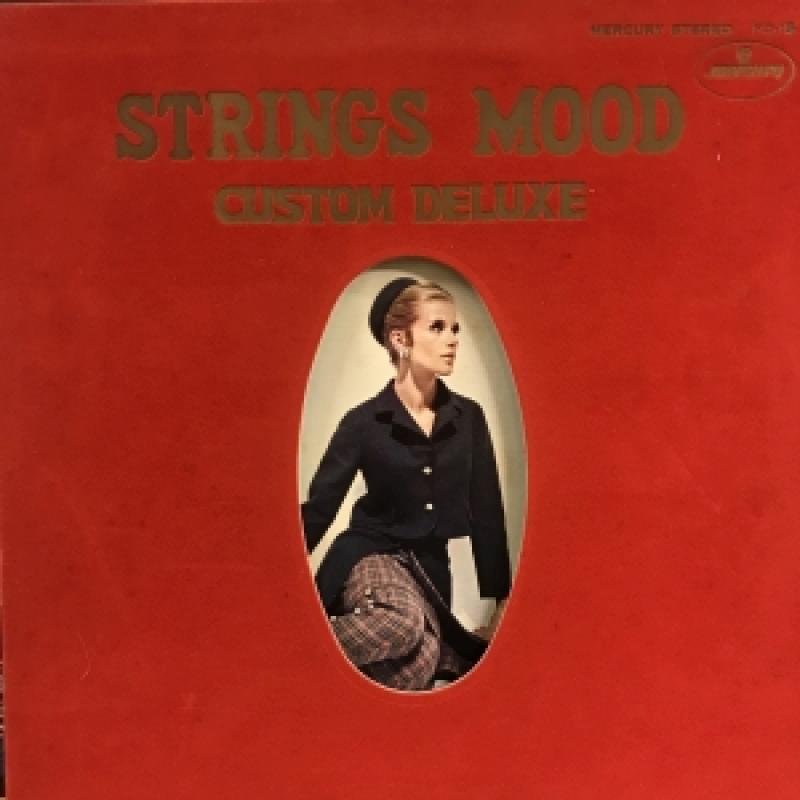 MERCURY STEREO
mercury
STRINGS MOOD
CUSTOM DELUXE